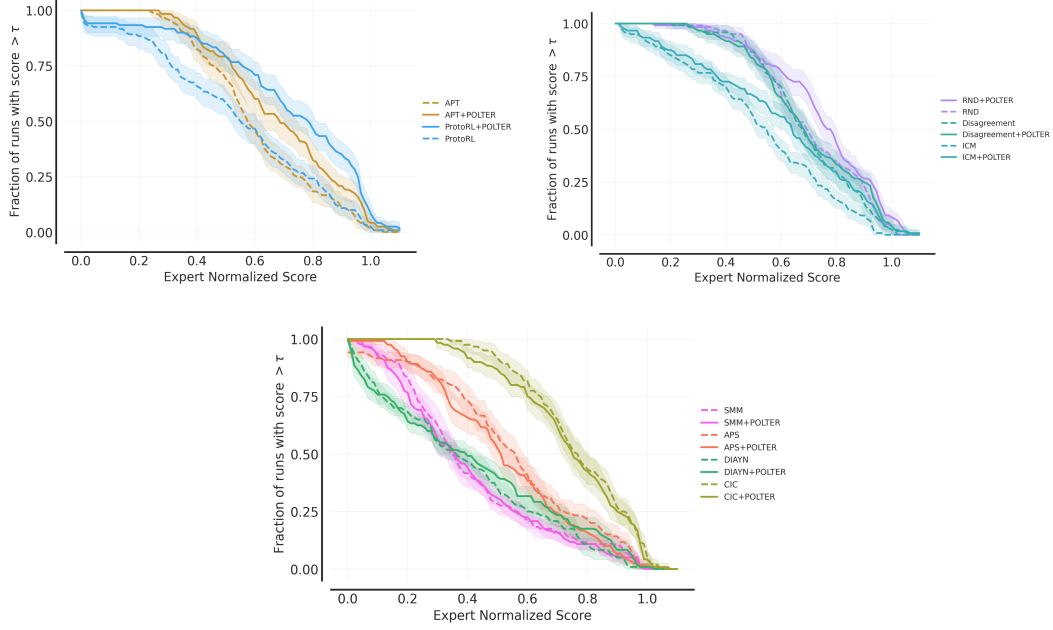 Fraction of runs with score > τ
1.00
0.75
0.50
0.25
0.00
0.0 0.2 0.4 0.6 0.8 1.0
Expert Normalized Score
APT
APT+POLTER
ProtoRL+POLTER
ProtoRL
Fraction of runs with score > τ
1.00
0.75
0.50
0.25
0.00
0.0 0.2 0.4 0.6 0.8 1.0
Expert Normalized Score
RND+POLTER
RND
Disagreement
Disagreement+POLTER
ICM
ICM+POLTER
Fraction of runs with score > τ
1.00
0.75
0.50
0.25
0.00
0.0 0.2 0.4 0.6 0.8 1.0
Expert Normalized Score
SMM
SMM+POLTER
APS
APS+POLTER
DIAYN
DIAYN+POLTER
CIC
CIC+POLTER